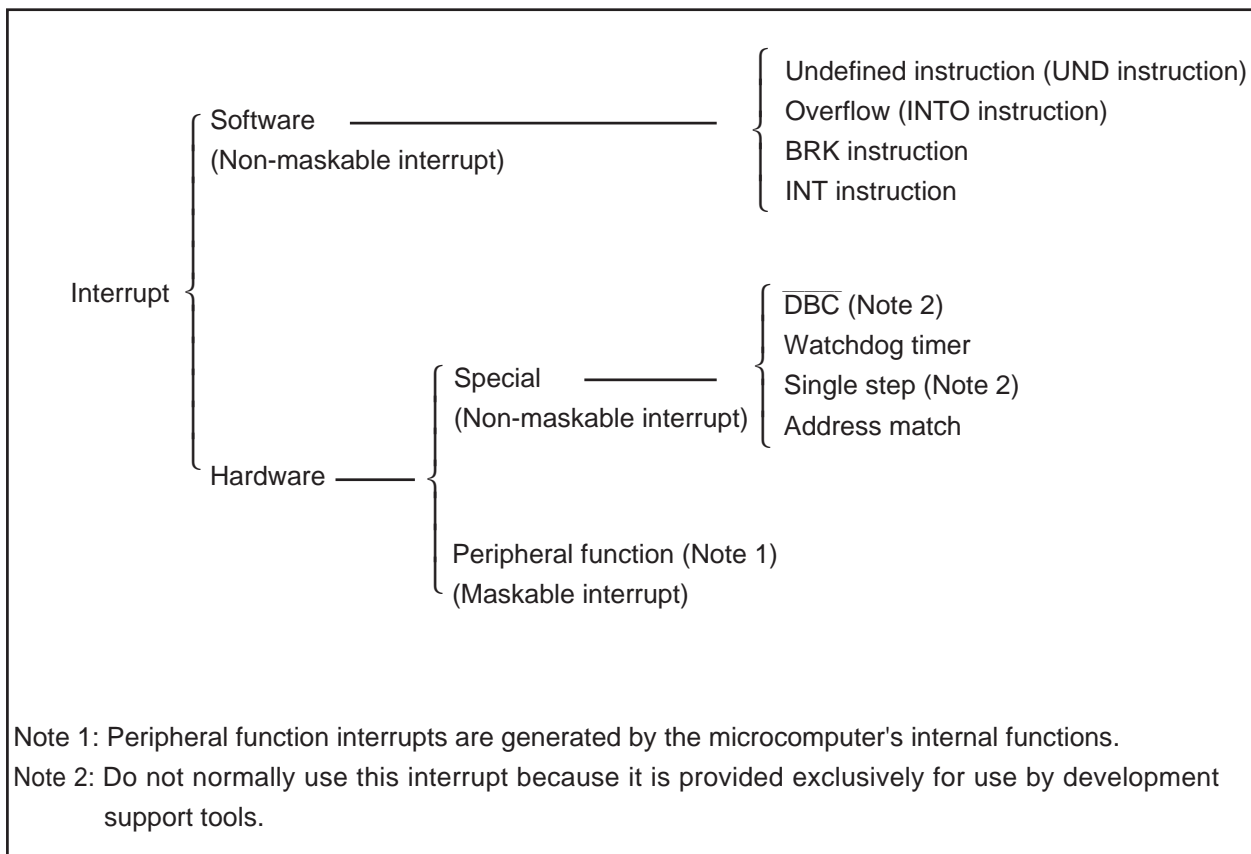 Undefined instruction (UND instruction)
Overflow (INTO instruction)
BRK instruction
INT instruction
Software
(Non-maskable interrupt)
Interrupt
DBC (Note 2)
Watchdog timer
Single step (Note 2)
Address match
Special
(Non-maskable interrupt)
Hardware
Peripheral function (Note 1)
(Maskable interrupt)
Note 1: Peripheral function interrupts are generated by the microcomputer's internal functions.
Note 2: Do not normally use this interrupt because it is provided exclusively for use by development
support tools.